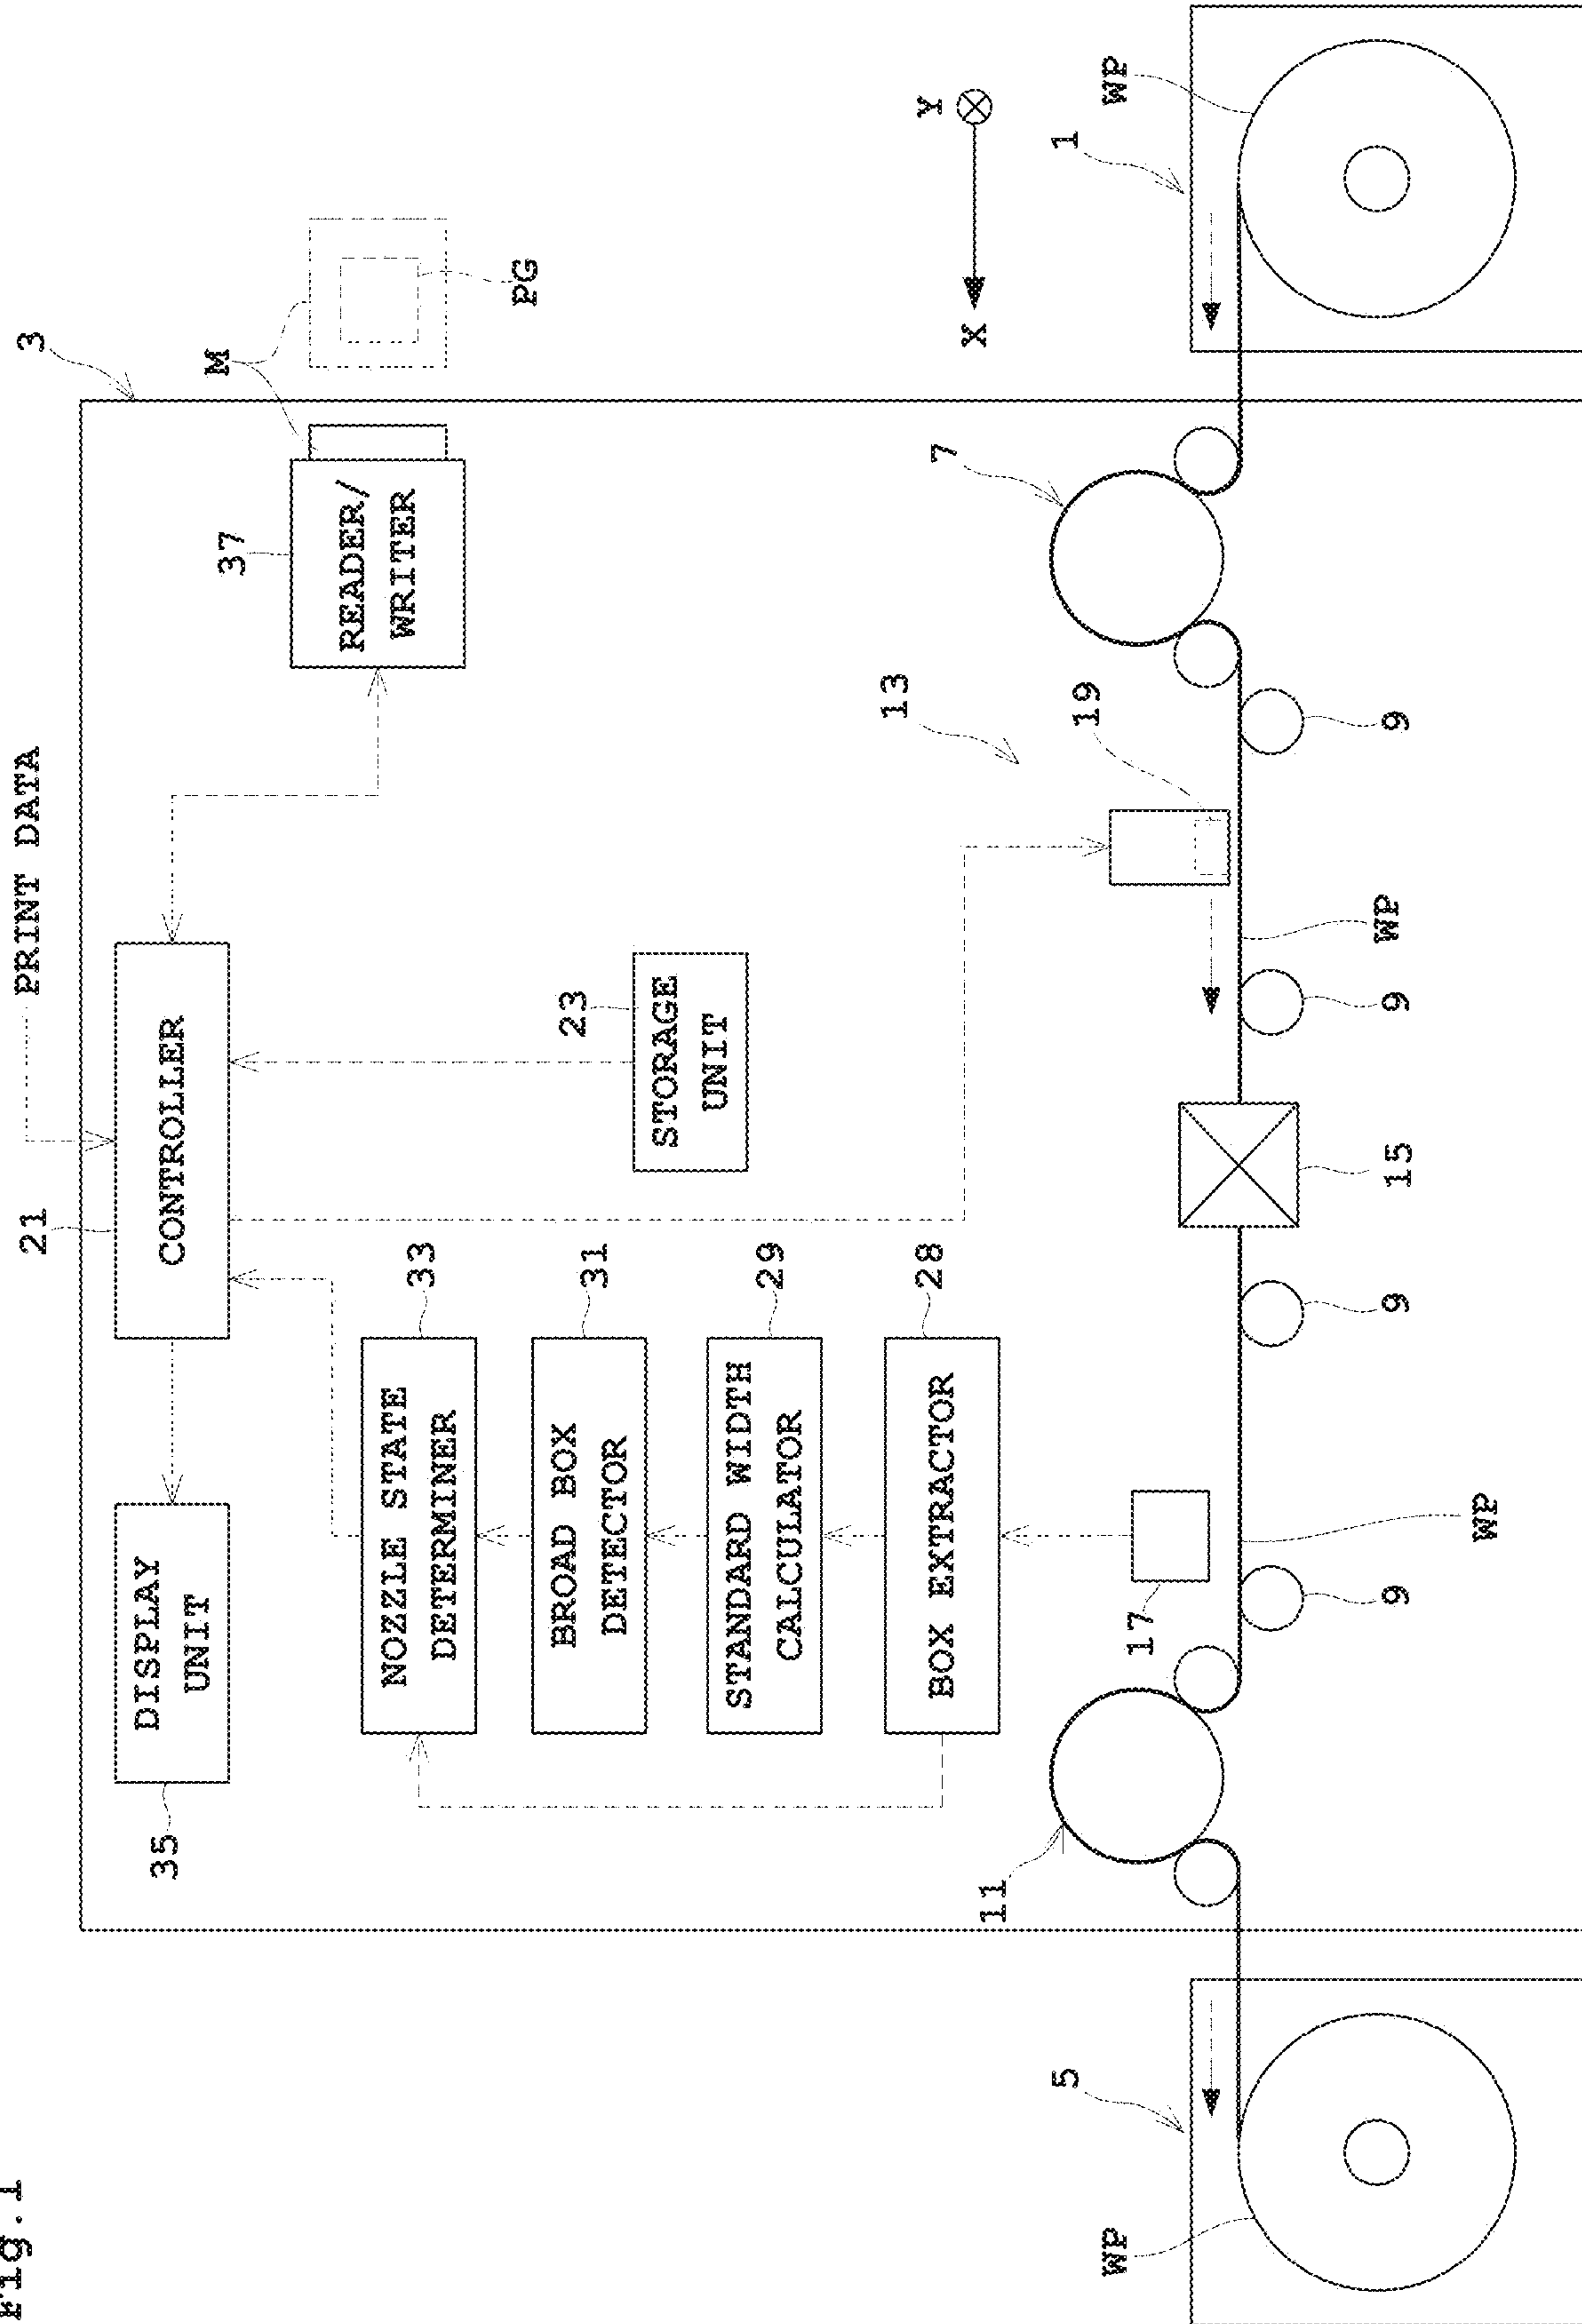 Fig.1
PRINT DATA
3
21
35
DISPLAY
UNIT
CONTROLLER
M
37
READER/
WRITER
PG
33
NOZZLE STATE
DETERMINER
31
BROAD BOX
DETECTOR
23
STORAGE
UNIT
29
STANDARD WIDTH
CALCULATOR
28
BOX EXTRACTOR
13
7
Y
X
11
17
19
5
1
WP
WP
WP
WP
9
9
9
9
15